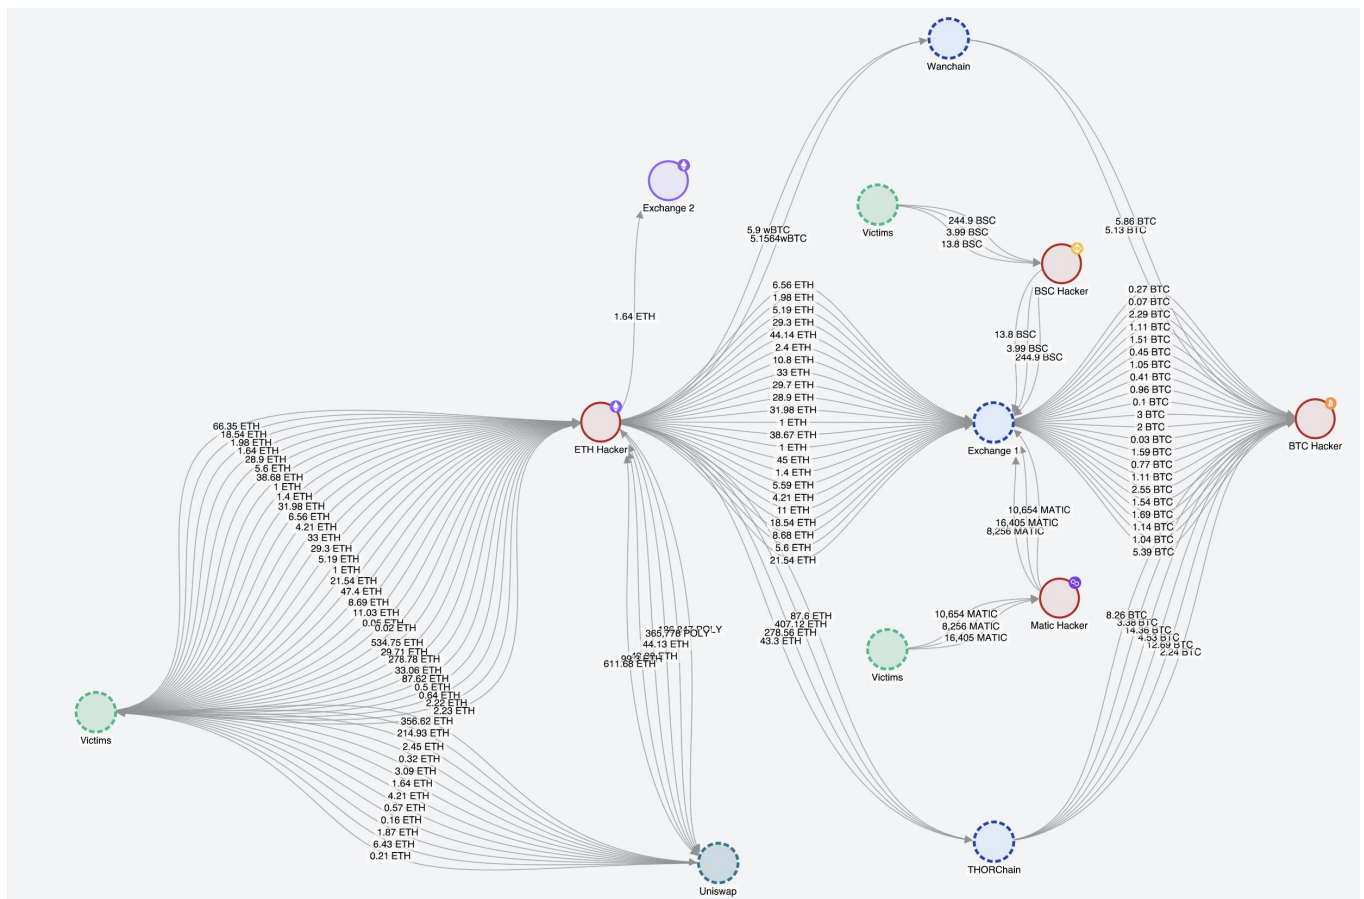 Wanchain
Exchange 2
Victims
5.9 wBTC
5.1564wBTC
5.86 BTC
5.13 BTC
244.9 BSC
3.99 BSC
13.8 BSC
BSC Hacker
1.64 ETH
13.8 BSC
3.99 BSC
244.9 BSC
6.56 ETH
1.98 ETH
5.19 ETH
29.3 ETH
44.14 ETH
2.4 ETH
10.8 ETH
33 ETH
29.7 ETH
28.9 ETH
31.98 ETH
1 ETH
38.67 ETH
1 ETH
45 ETH
1.4 ETH
5.59 ETH
4.21 ETH
11 ETH
18.54 ETH
8.68 ETH
5.6 ETH
21.54 ETH
0.27 BTC
0.07 BTC
2.29 BTC
1.11 BTC
1.51 BTC
0.45 BTC
1.05 BTC
0.41 BTC
0.96 BTC
0.1 BTC
3 BTC
2 BTC
0.03 BTC
1.59 BTC
0.77 BTC
1.11 BTC
2.55 BTC
1.54 BTC
1.69 BTC
1.14 BTC
1.04 BTC
5.39 BTC
ETH Hacker
Exchange 1
BTC Hacker
66.35 ETH
18.54 ETH
1.98 ETH
1.64 ETH
28.9 ETH
5.6 ETH
38.68 ETH
1 ETH
1.4 ETH
31.98 ETH
6.56 ETH
4.21 ETH
33 ETH
29.3 ETH
5.19 ETH
1 ETH
21.54 ETH
47.4 ETH
8.69 ETH
11.03 ETH
0.02 ETH
534.75 ETH
29.71 ETH
278.78 ETH
33.06 ETH
87.62 ETH
0.5 ETH
0.64 ETH
2.22 ETH
2.23 ETH
356.62 ETH
214.93 ETH
2.45 ETH
0.32 ETH
3.09 ETH
1.64 ETH
4.21 ETH
0.57 ETH
0.16 ETH
1.87 ETH
6.43 ETH
0.21 ETH
10,654 MATIC
16,405 MATIC
8,256 MATIC
Matic Hacker
10,654 MATIC
8,256 MATIC
16,405 MATIC
Victims
365,778 POLY
44.13 ETH
611.68 ETH
87.6 ETH
407.12 ETH
278.56 ETH
43.3 ETH
8.26 BTC
3.38 BTC
14.36 BTC
4.53 BTC
12.69 BTC
2.24 BTC
Victims
THORChain
Uniswap